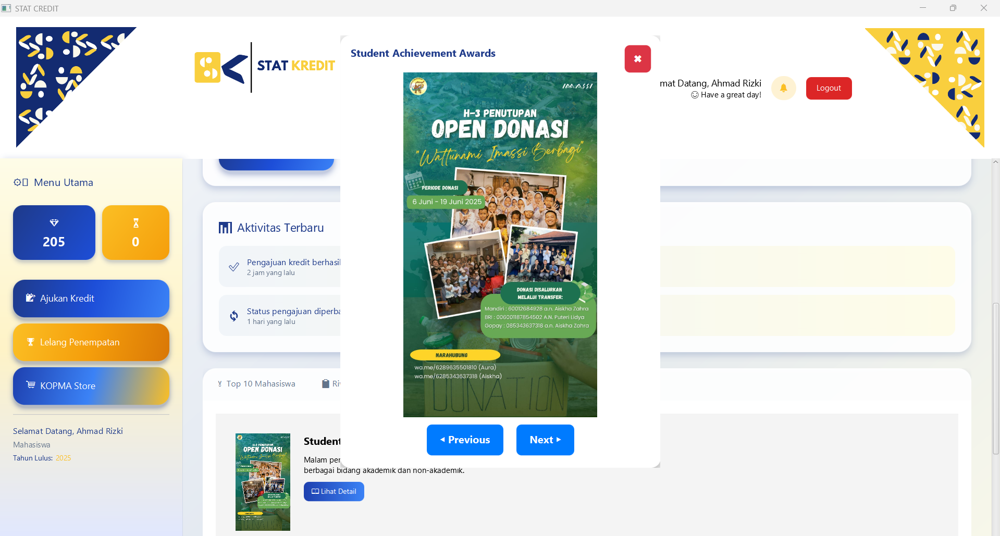 STAT CREDIT
STAT KREDIT
Student Achievement Awards
✖
mat Datang, Ahmad Rizki
☺ Have a great day!
Logout
IMASSI
H-3 PENUTUPAN
OPEN DONASI
"Wattunami Imassi Berbagi"
PERIODE DONASI
6 Juni - 19 Juni 2025
DONASI DISALURKAN
MELALUI TRANSFER:
Mandiri : 60012684928 a.n. Aiskha Zahra
BRI : 006001187854502 A.N. Puteri Lidya
Gopay : 085343637318 a.n. Aiskha Zahra
NARAHUBUNG
wa.me/6289635501810 (Aura)
wa.me/6285343637318 (Aiskha)
DONATION
Previous
Next
Menu Utama
205
0
Ajukan Kredit
Lelang Penempatan
KOPMA Store
Selamat Datang, Ahmad Rizki
Mahasiswa
Tahun Lulus: 2025
Aktivitas Terbaru
Pengajuan kredit berhasil
2 jam yang lalu
Status pengajuan diperba
1 hari yang lalu
Top 10 Mahasiswa
Ri
H-3 PENUTUPAN
OPEN DONASI
Student
Malam per
berbagai bidang akademik dan non-akademik.
Lihat Detail